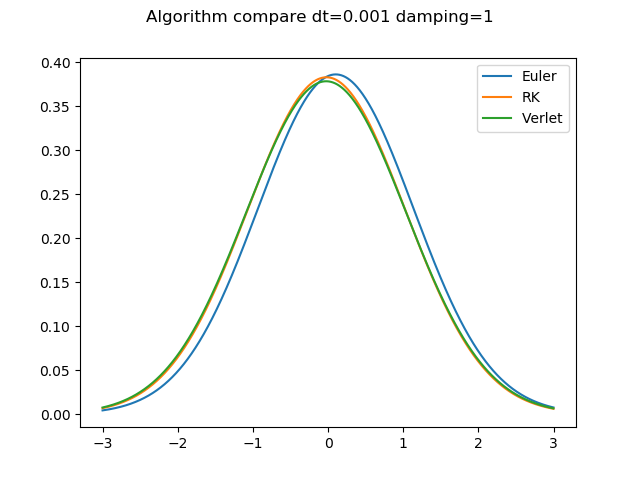 Algorithm compare dt=0.001 damping=1
0.40
0.35
0.30
0.25
0.20
0.15
0.10
0.05
0.00
Euler
RK
Verlet
−3 −2 −1 0 1 2 3